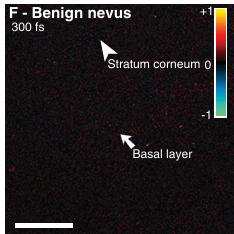 F - Benign nevus
300 fs
+1
Stratum corneum
0
-1
Basal layer